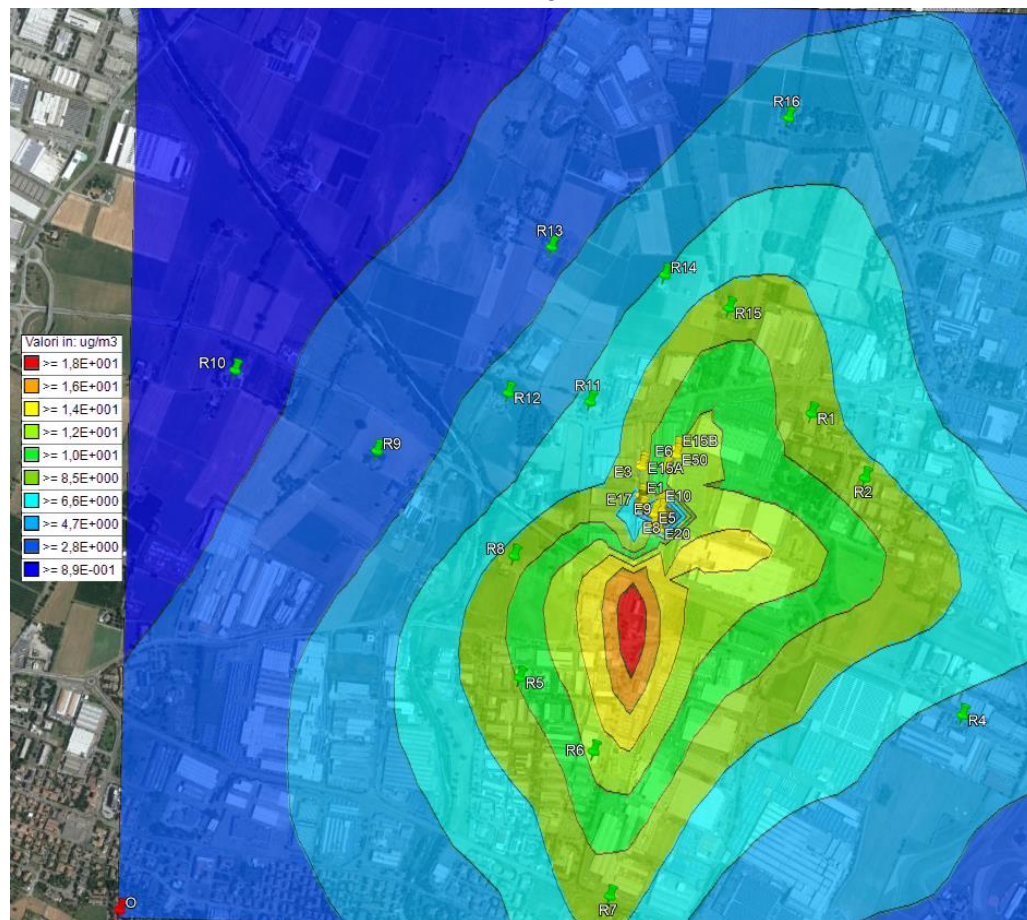 R16
R13
R14
R15
Valori in: ug/m3
>= 1,8E+001
>= 1,6E+001
>= 1,4E+001
>= 1,2E+001
>= 1,0E+001
>= 8,5E+000
>= 6,6E+000
>= 4,7E+000
>= 2,8E+000
>= 8,9E-001
R10
R12
R11
R1
R9
E15B
E6
E50
E3
E15A
R2
E1
E17
E10
E9
E5
E8
E20
R8
R5
R4
R6
R7
O